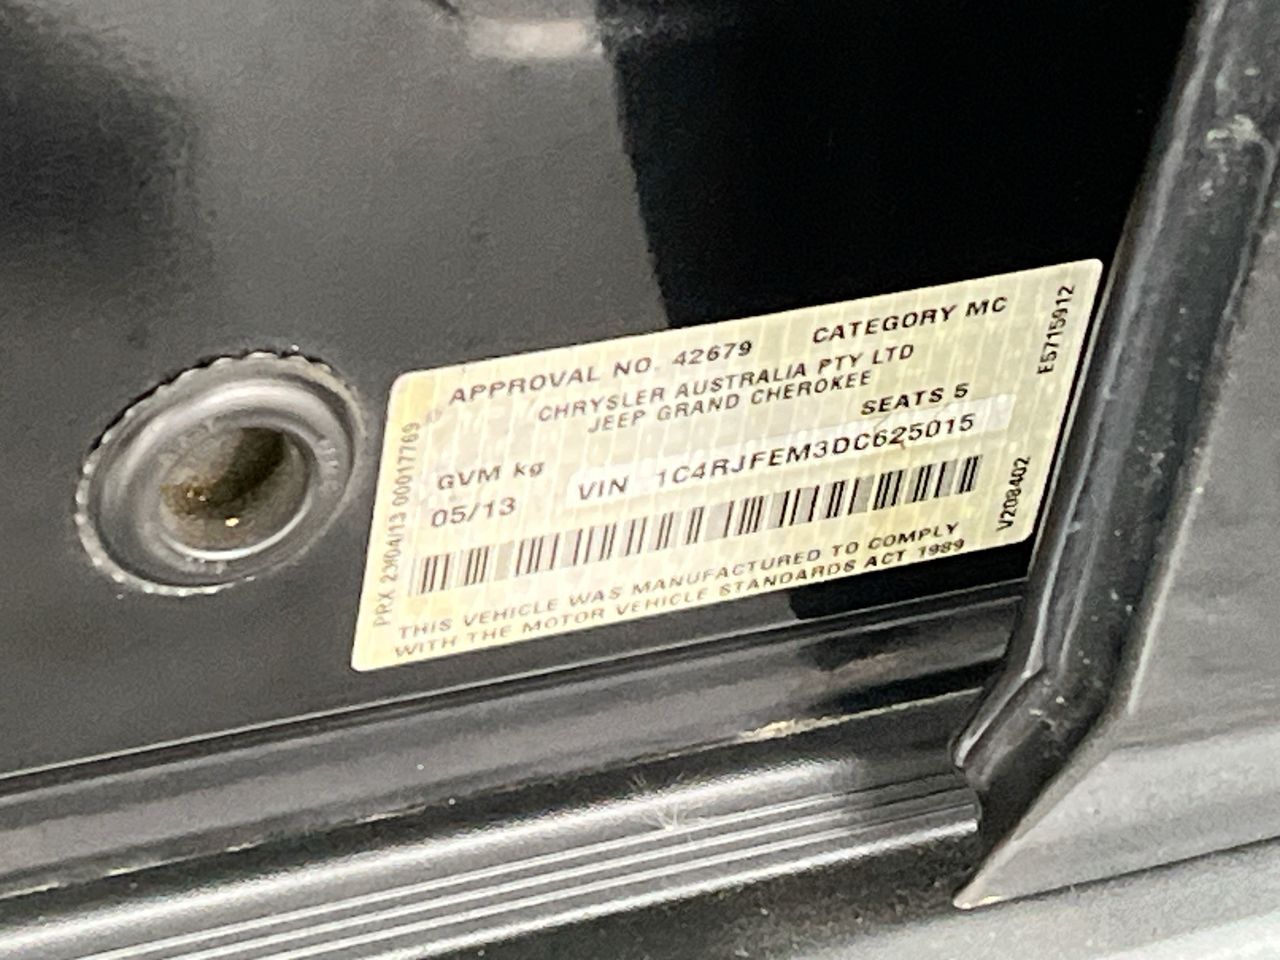 APPROVAL NO. 42679 CATEGORY MC
CHRYSLER AUSTRALIA PTY LTD
JEEP GRAND CHEROKEE
SEATS 5
GVM kg
VIN 1C4RJFEM3DC625015
05/13
THIS VEHICLE WAS MANUFACTURED TO COMPLY
WITH THE MOTOR VEHICLE STANDARDS ACT 1989
PRX 23/04/13 00017769
E5715912
V208402